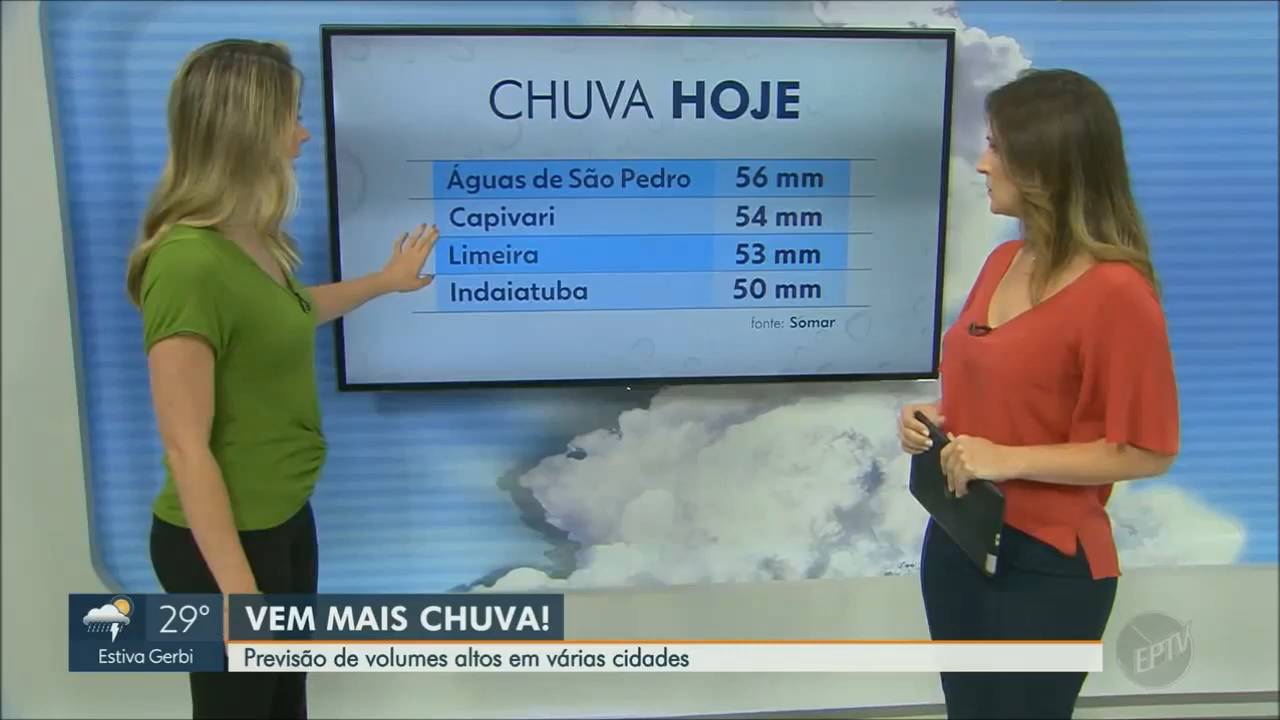 CHUVA HOJE
Águas de São Pedro 56 mm
Capivari 54 mm
Limeira 53 mm
Indaiatuba 50 mm
fonte: Somar
29°
Estiva Gerbi
VEM MAIS CHUVA!
Previsão de volumes altos em várias cidades
EPTV